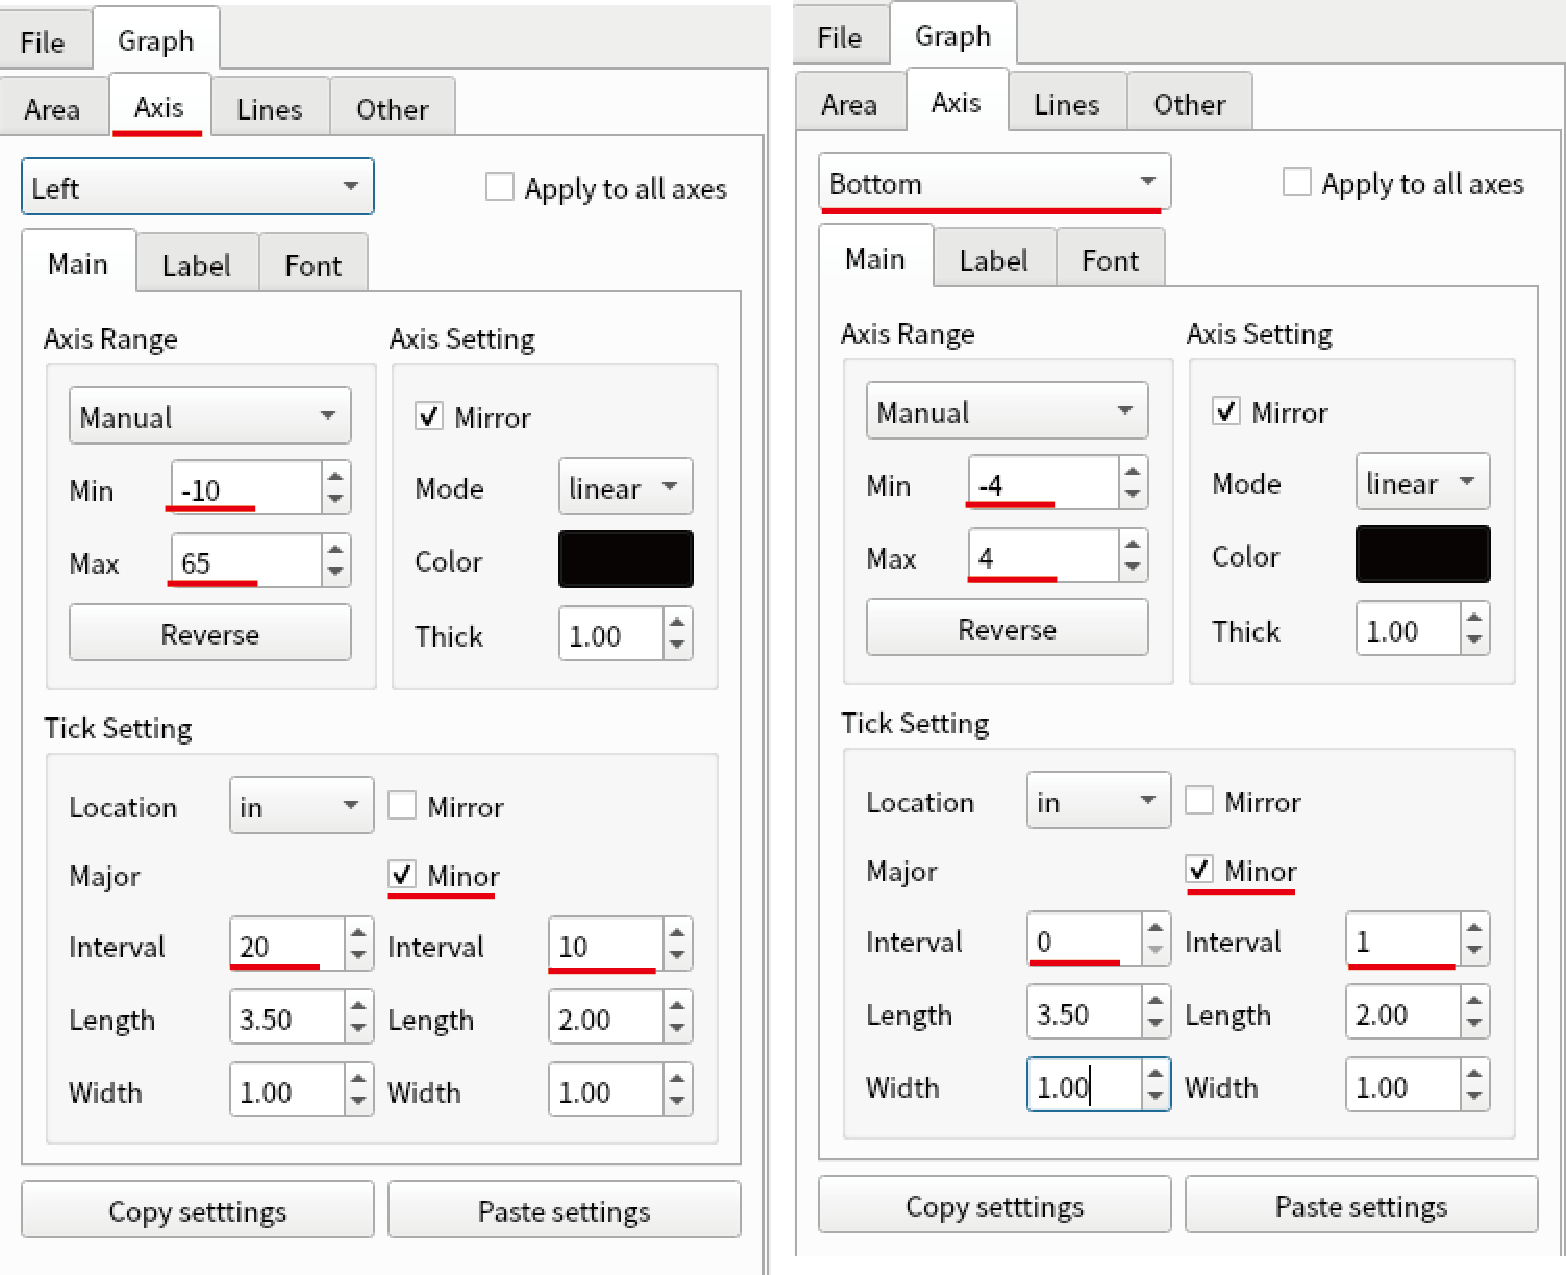 File Graph
Area Axis Lines Other
Left Apply to all axes
Main Label Font
Axis Range Axis Setting
Manual Mirror
Min -10 Mode linear
Max 65 Color
Reverse Thick 1.00
Tick Setting
Location in Mirror
Major Minor
Interval 20 Interval 10
Length 3.50 Length 2.00
Width 1.00 Width 1.00
Copy setttings Paste settings
File Graph
Area Axis Lines Other
Bottom Apply to all axes
Main Label Font
Axis Range Axis Setting
Manual Mirror
Min -4 Mode linear
Max 4 Color
Reverse Thick 1.00
Tick Setting
Location in Mirror
Major Minor
Interval 0 Interval 1
Length 3.50 Length 2.00
Width 1.00 Width 1.00
Copy setttings Paste settings